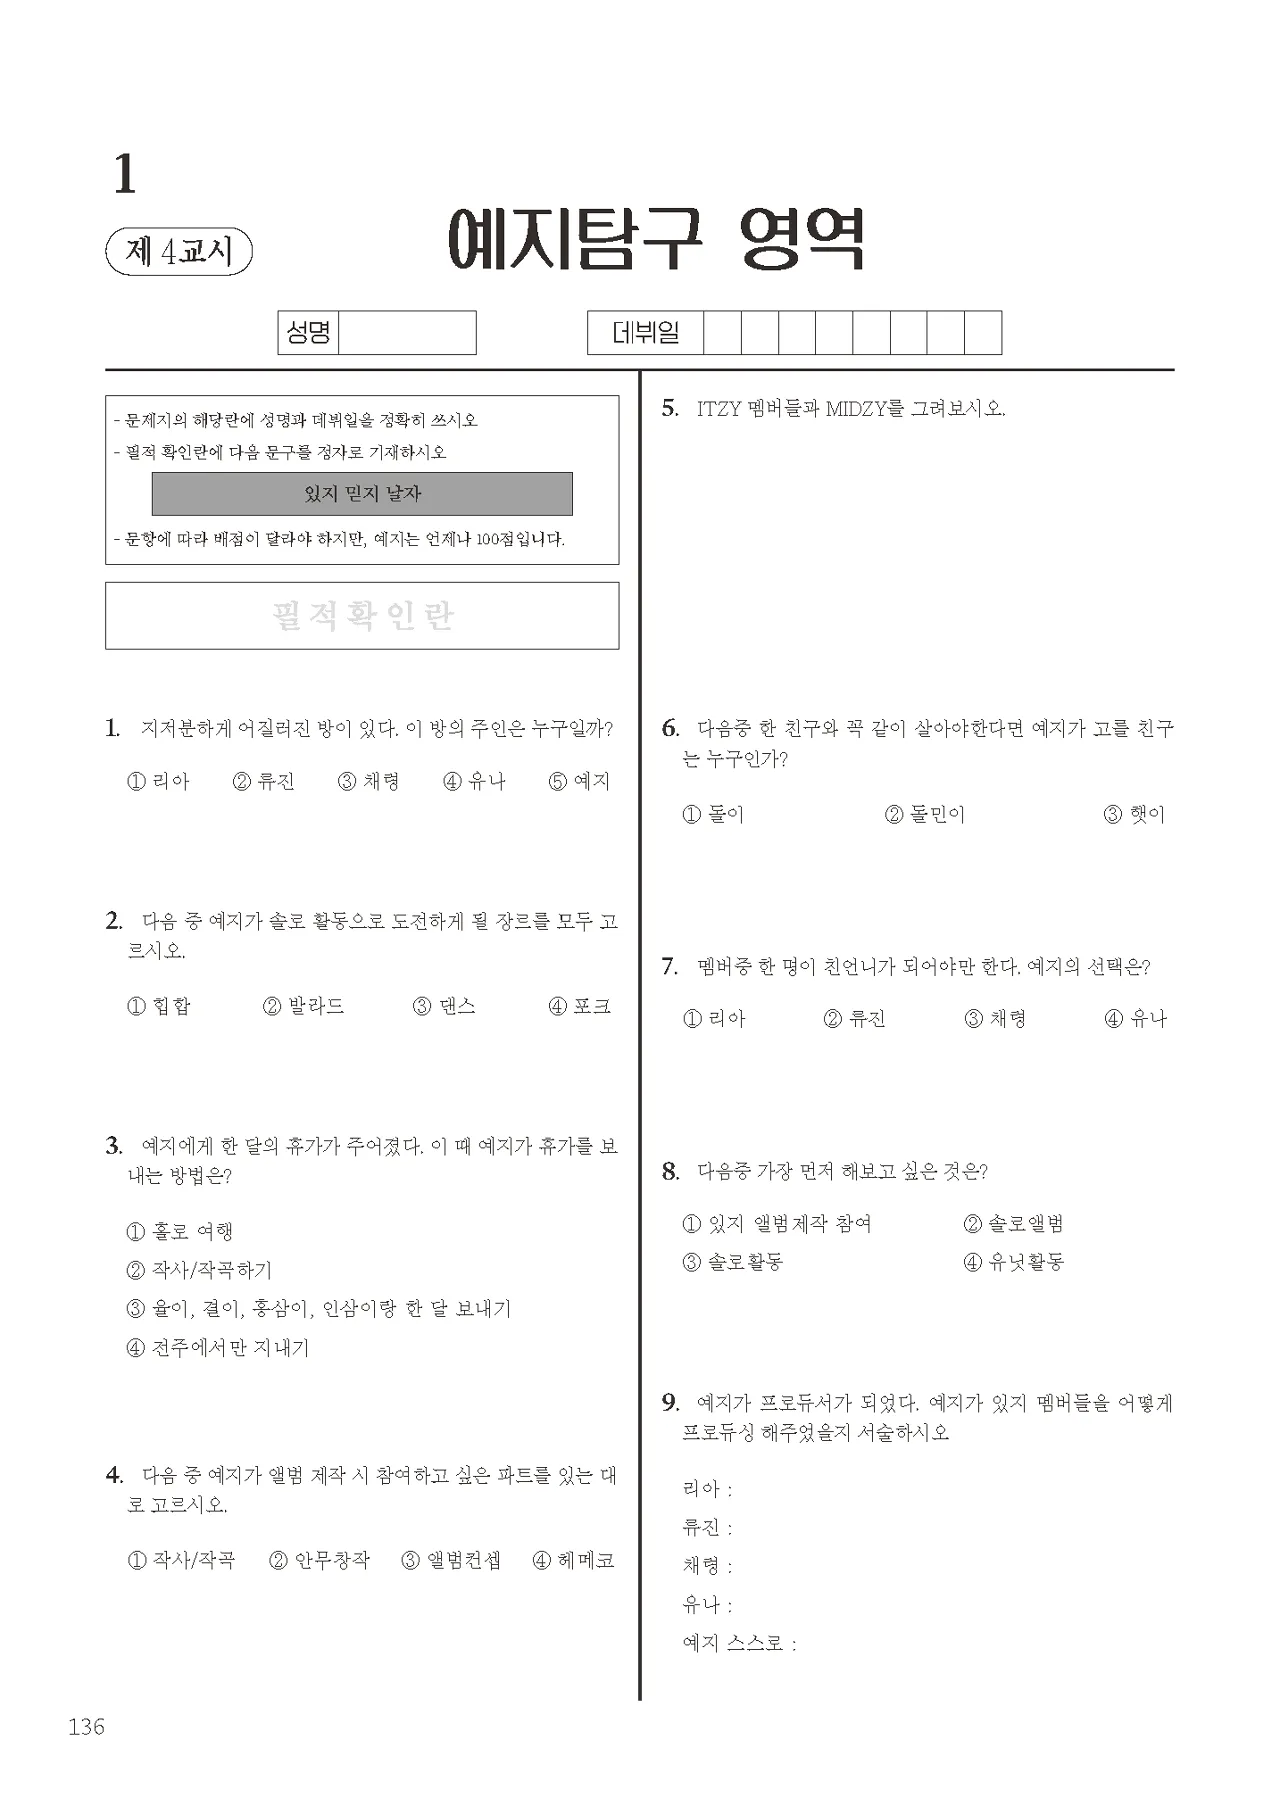 1
제 4교시
예지탐구 영역
성명
데뷔일
- 문제지의 해당란에 성명과 데뷔일을 정확히 쓰시오
- 필적 확인란에 다음 문구를 정자로 기재하시오
있지 믿지 날자
- 문항에 따라 배점이 달라야 하지만, 예지는 언제나 100점입니다.
필적확인란
1. 지저분하게 어질러진 방이 있다. 이 방의 주인은 누구일까?
① 리아 ② 류진 ③ 채령 ④ 유나 ⑤ 예지
2. 다음 중 예지가 솔로 활동으로 도전하게 될 장르를 모두 고
르시오.
① 힙합 ② 발라드 ③ 댄스 ④ 포크
3. 예지에게 한 달의 휴가가 주어졌다. 이 때 예지가 휴가를 보
내는 방법은?
① 홀로 여행
② 작사/작곡하기
③ 율이, 결이, 홍삼이, 인삼이랑 한 달 보내기
④ 전주에서만 지내기
4. 다음 중 예지가 앨범 제작 시 참여하고 싶은 파트를 있는 대
로 고르시오.
① 작사/작곡 ② 안무창작 ③ 앨범컨셉 ④ 헤메코
5. ITZY 멤버들과 MIDZY를 그려보시오.
6. 다음중 한 친구와 꼭 같이 살아야한다면 예지가 고를 친구
는 누구인가?
① 돌이 ② 돌민이 ③ 햇이
7. 멤버중 한 명이 친언니가 되어야만 한다. 예지의 선택은?
① 리아 ② 류진 ③ 채령 ④ 유나
8. 다음중 가장 먼저 해보고 싶은 것은?
① 있지 앨범제작 참여 ② 솔로앨범
③ 솔로활동 ④ 유닛활동
9. 예지가 프로듀서가 되었다. 예지가 있지 멤버들을 어떻게
프로듀싱 해주었을지 서술하시오
리아 :
류진 :
채령 :
유나 :
예지 스스로 :
136